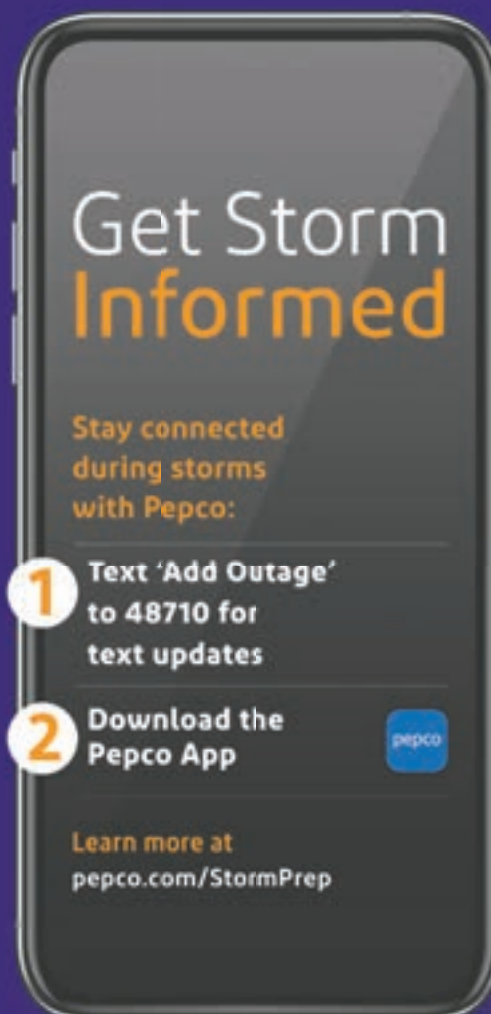 Get Storm
Informed
Stay connected
during storms
with Pepco:
1
Text ‘Add Outage’
to 48710 for
text updates
2
Download the
Pepco App
pepco
Learn more at
pepco.com/StormPrep